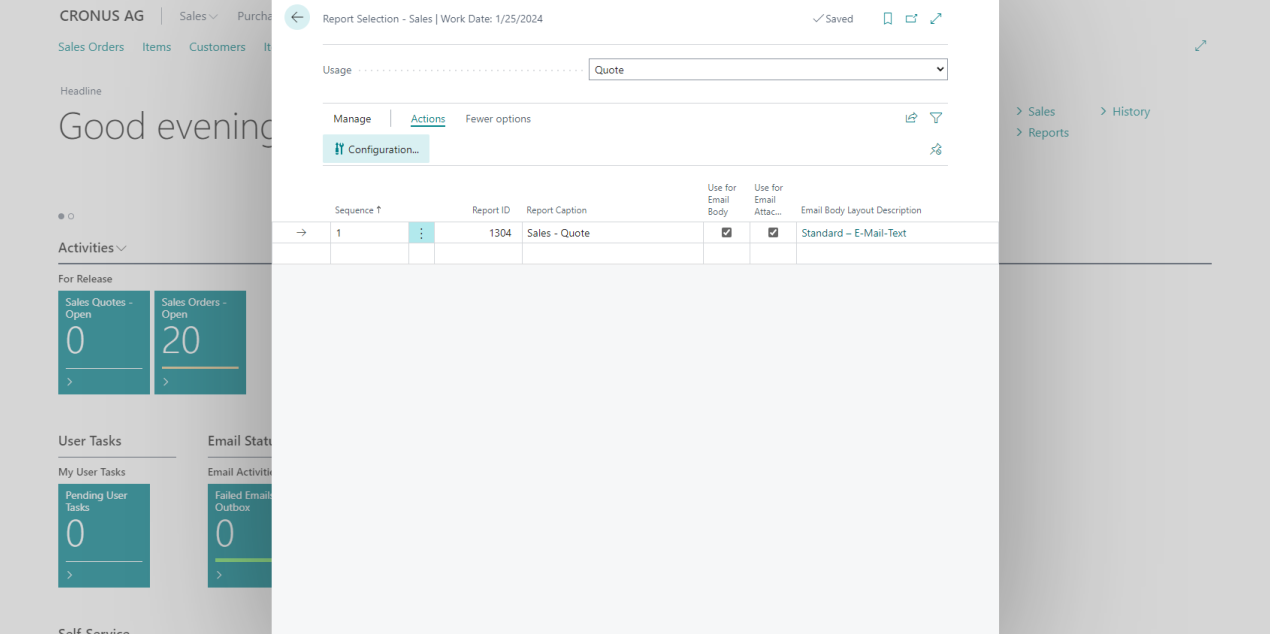 CRONUS AG
Sales
Purcha
Sales Orders
Items
Customers
It
Headline
Good evening
Report Selection - Sales | Work Date: 1/25/2024
Saved
Usage
Quote
Manage
Actions
Fewer options
Configuration...
Sequence ↑
Report ID
Report Caption
Use for
Email
Body
Use for
Email
Attac...
Email Body Layout Description
1
1304
Sales - Quote
Standard – E-Mail-Text
Sales
History
Reports
Activities
For Release
Sales Quotes -
Open
0
Sales Orders -
Open
20
User Tasks
My User Tasks
Pending User
Tasks
0
Email Statu
Email Activitie
Failed Emails
Outbox
0
Self-Service